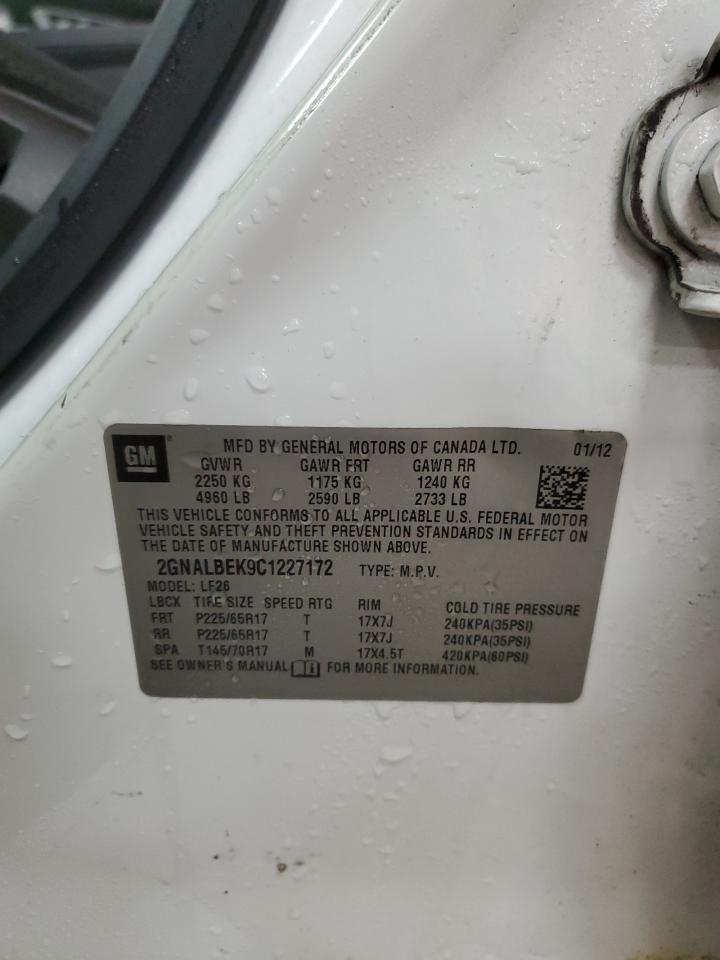 GM ® MFD BY GENERAL MOTORS OF CANADA LTD. 01/12
GVWR GAWR FRT GAWR RR
2250 KG 1175 KG 1240 KG
4960 LB 2590 LB 2733 LB
THIS VEHICLE CONFORMS TO ALL APPLICABLE U.S. FEDERAL MOTOR
VEHICLE SAFETY AND THEFT PREVENTION STANDARDS IN EFFECT ON
THE DATE OF MANUFACTURE SHOWN ABOVE.
2GNALBEK9C1227172 TYPE: M.P.V.
MODEL: LF26
LBCX TIRE SIZE SPEED RTG RIM COLD TIRE PRESSURE
FRT P225/65R17 T 17X7J 240KPA(35PSI)
RR P225/65R17 T 17X7J 240KPA(35PSI)
SPA T145/70R17 M 17X4.5T 420KPA(60PSI)
SEE OWNER'S MANUAL FOR MORE INFORMATION.